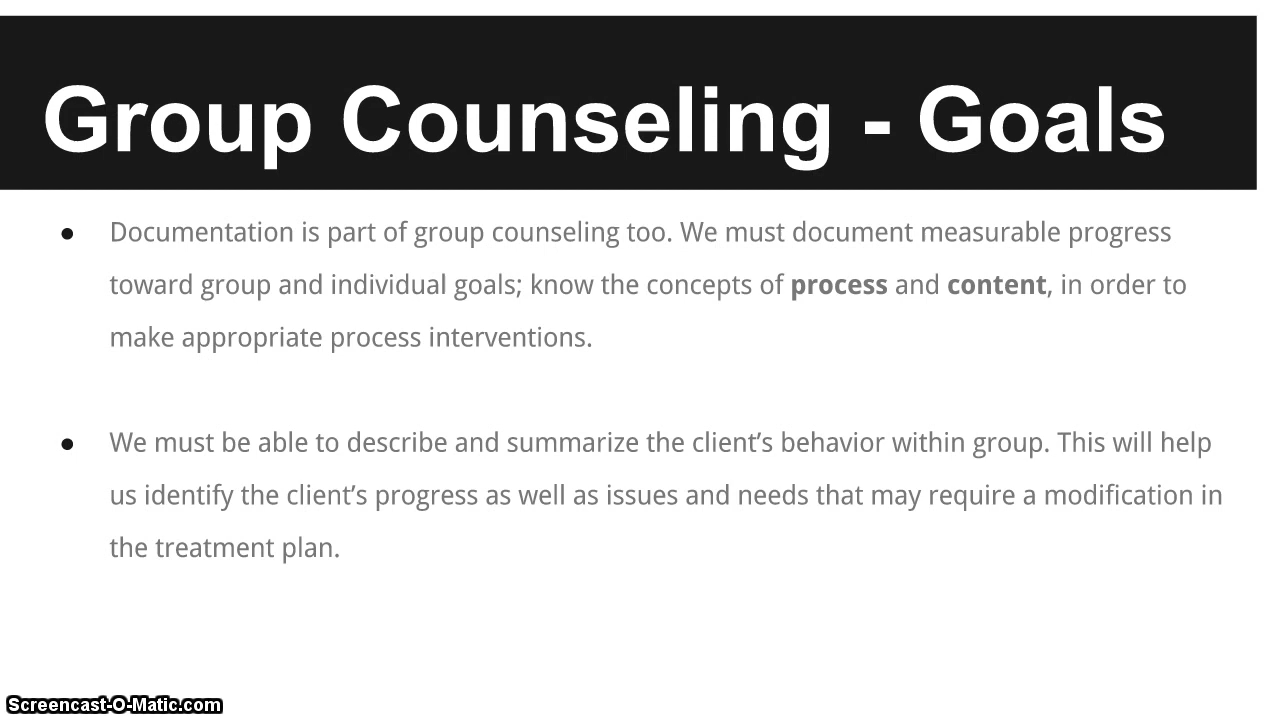 Group Counseling - Goals
● Documentation is part of group counseling too. We must document measurable progress
toward group and individual goals; know the concepts of process and content, in order to
make appropriate process interventions.
● We must be able to describe and summarize the client’s behavior within group. This will help
us identify the client’s progress as well as issues and needs that may require a modification in
the treatment plan.
Screencast-O-Matic.com